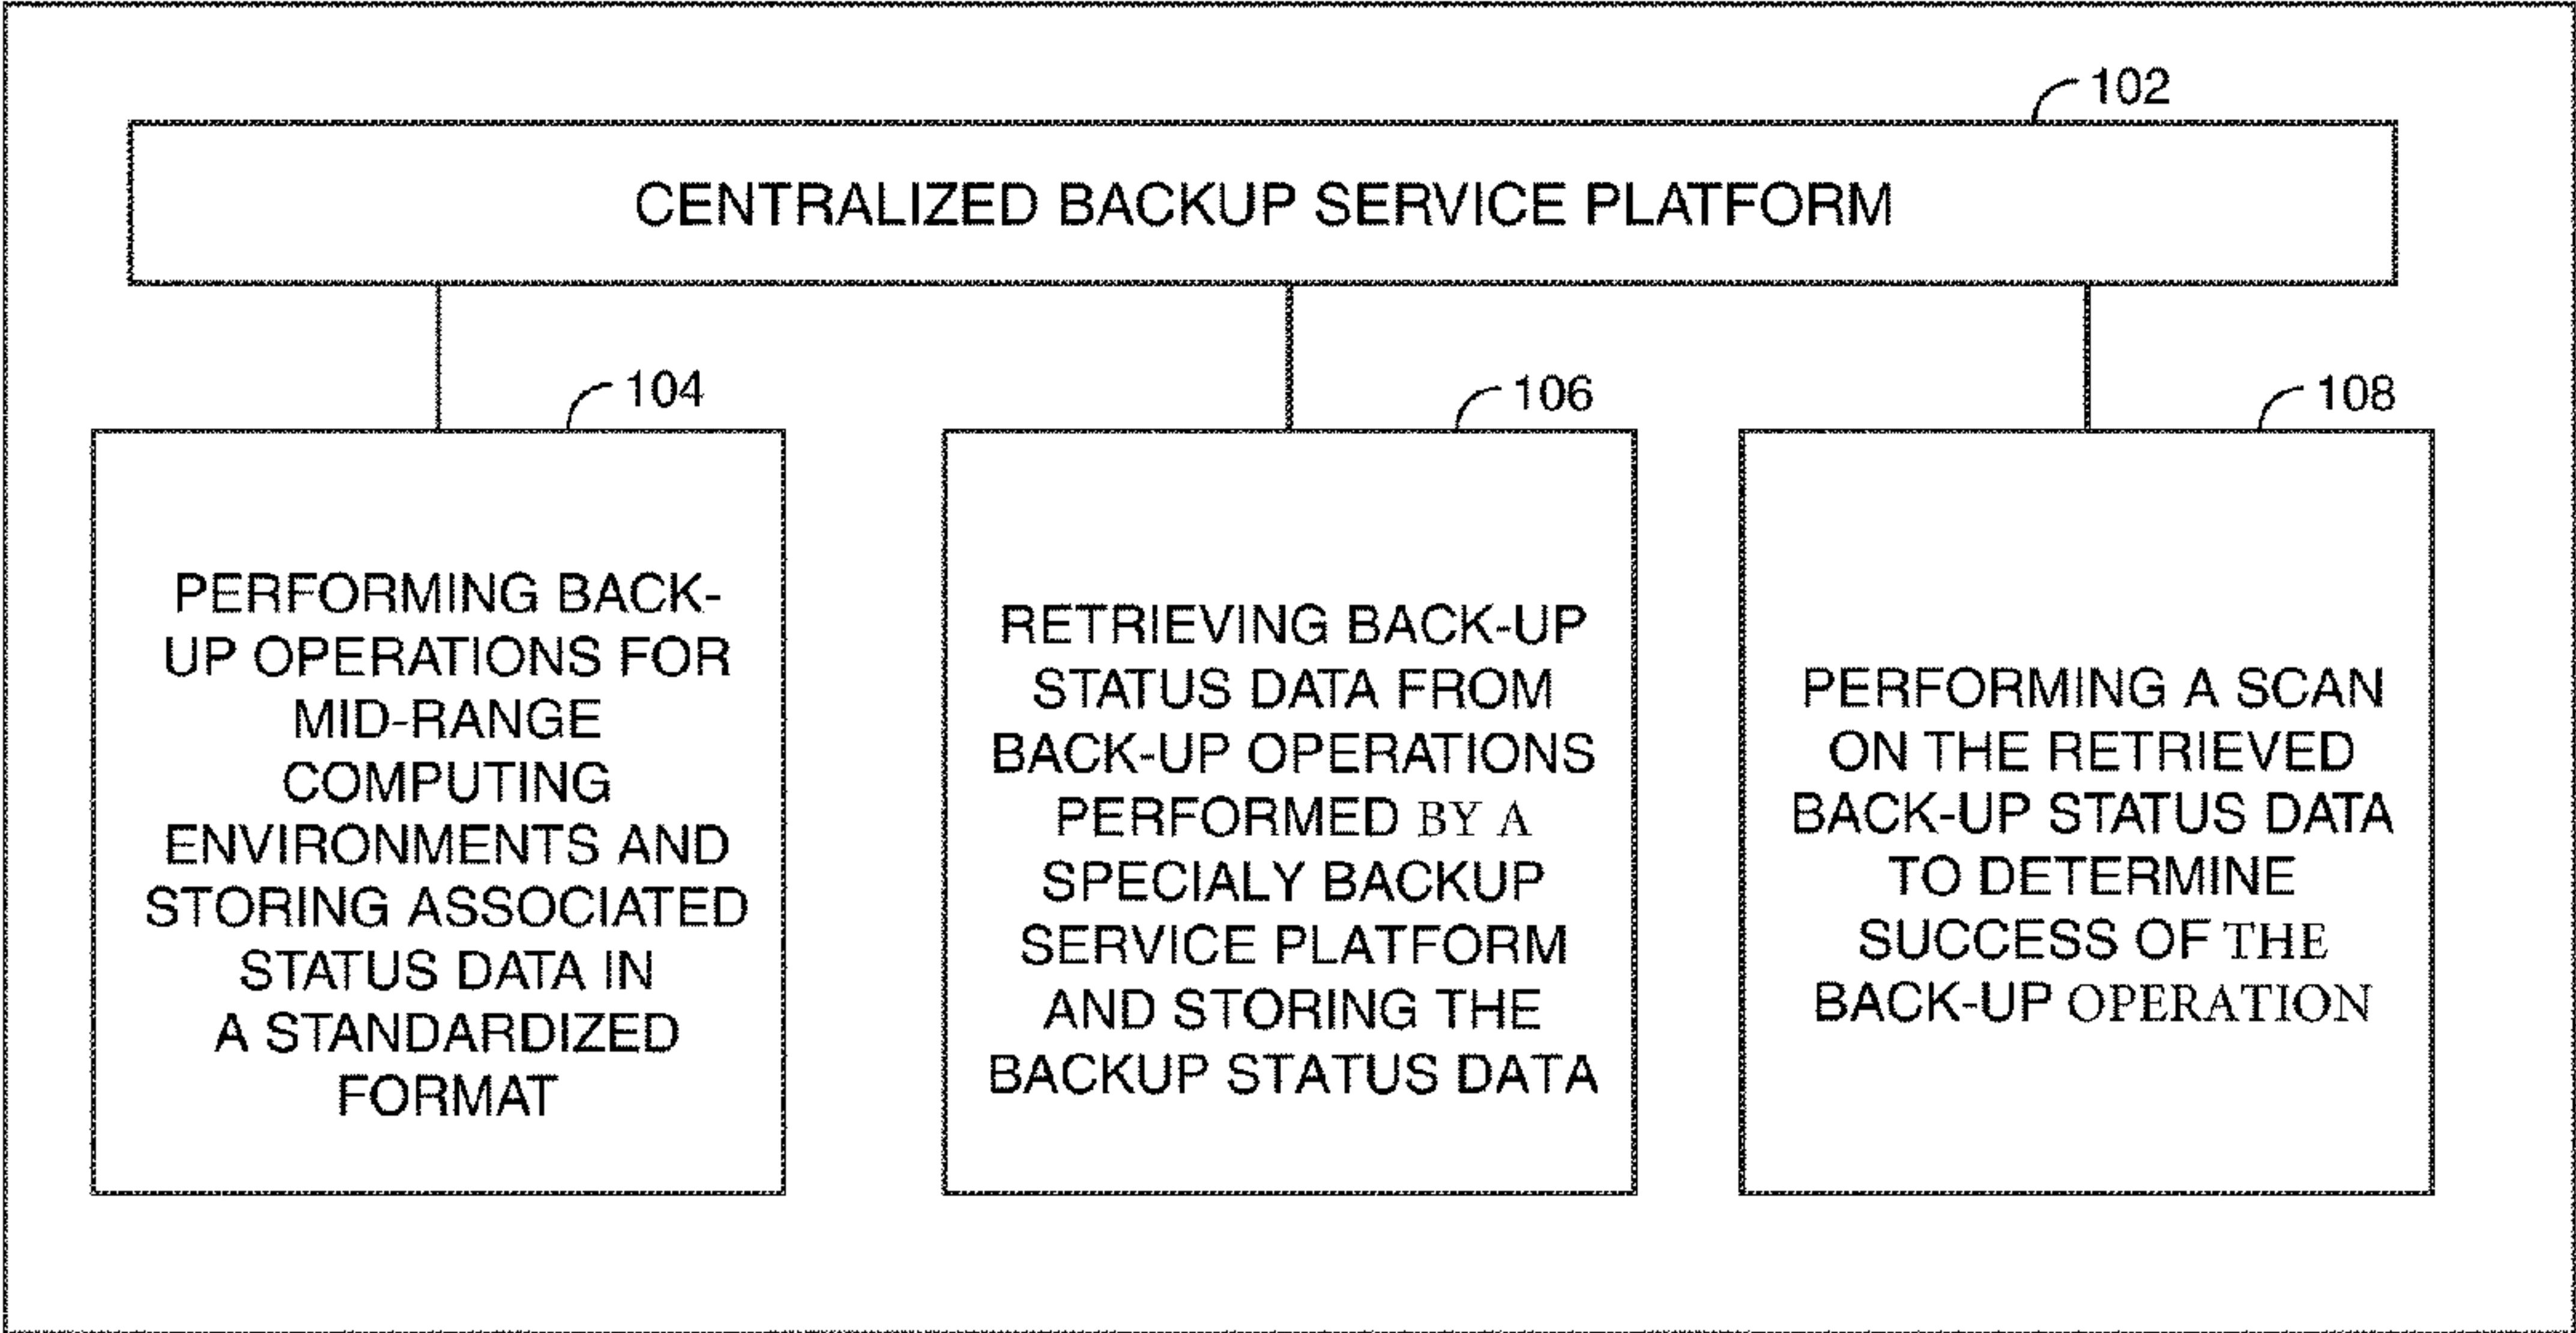 102
CENTRALIZED BACKUP SERVICE PLATFORM
104
PERFORMING BACK-
UP OPERATIONS FOR
MID-RANGE
COMPUTING
ENVIRONMENTS AND
STORING ASSOCIATED
STATUS DATA IN
A STANDARDIZED
FORMAT
106
RETRIEVING BACK-UP
STATUS DATA FROM
BACK-UP OPERATIONS
PERFORMED BY A
SPECIALY BACKUP
SERVICE PLATFORM
AND STORING THE
BACKUP STATUS DATA
108
PERFORMING A SCAN
ON THE RETRIEVED
BACK-UP STATUS DATA
TO DETERMINE
SUCCESS OF THE
BACK-UP OPERATION